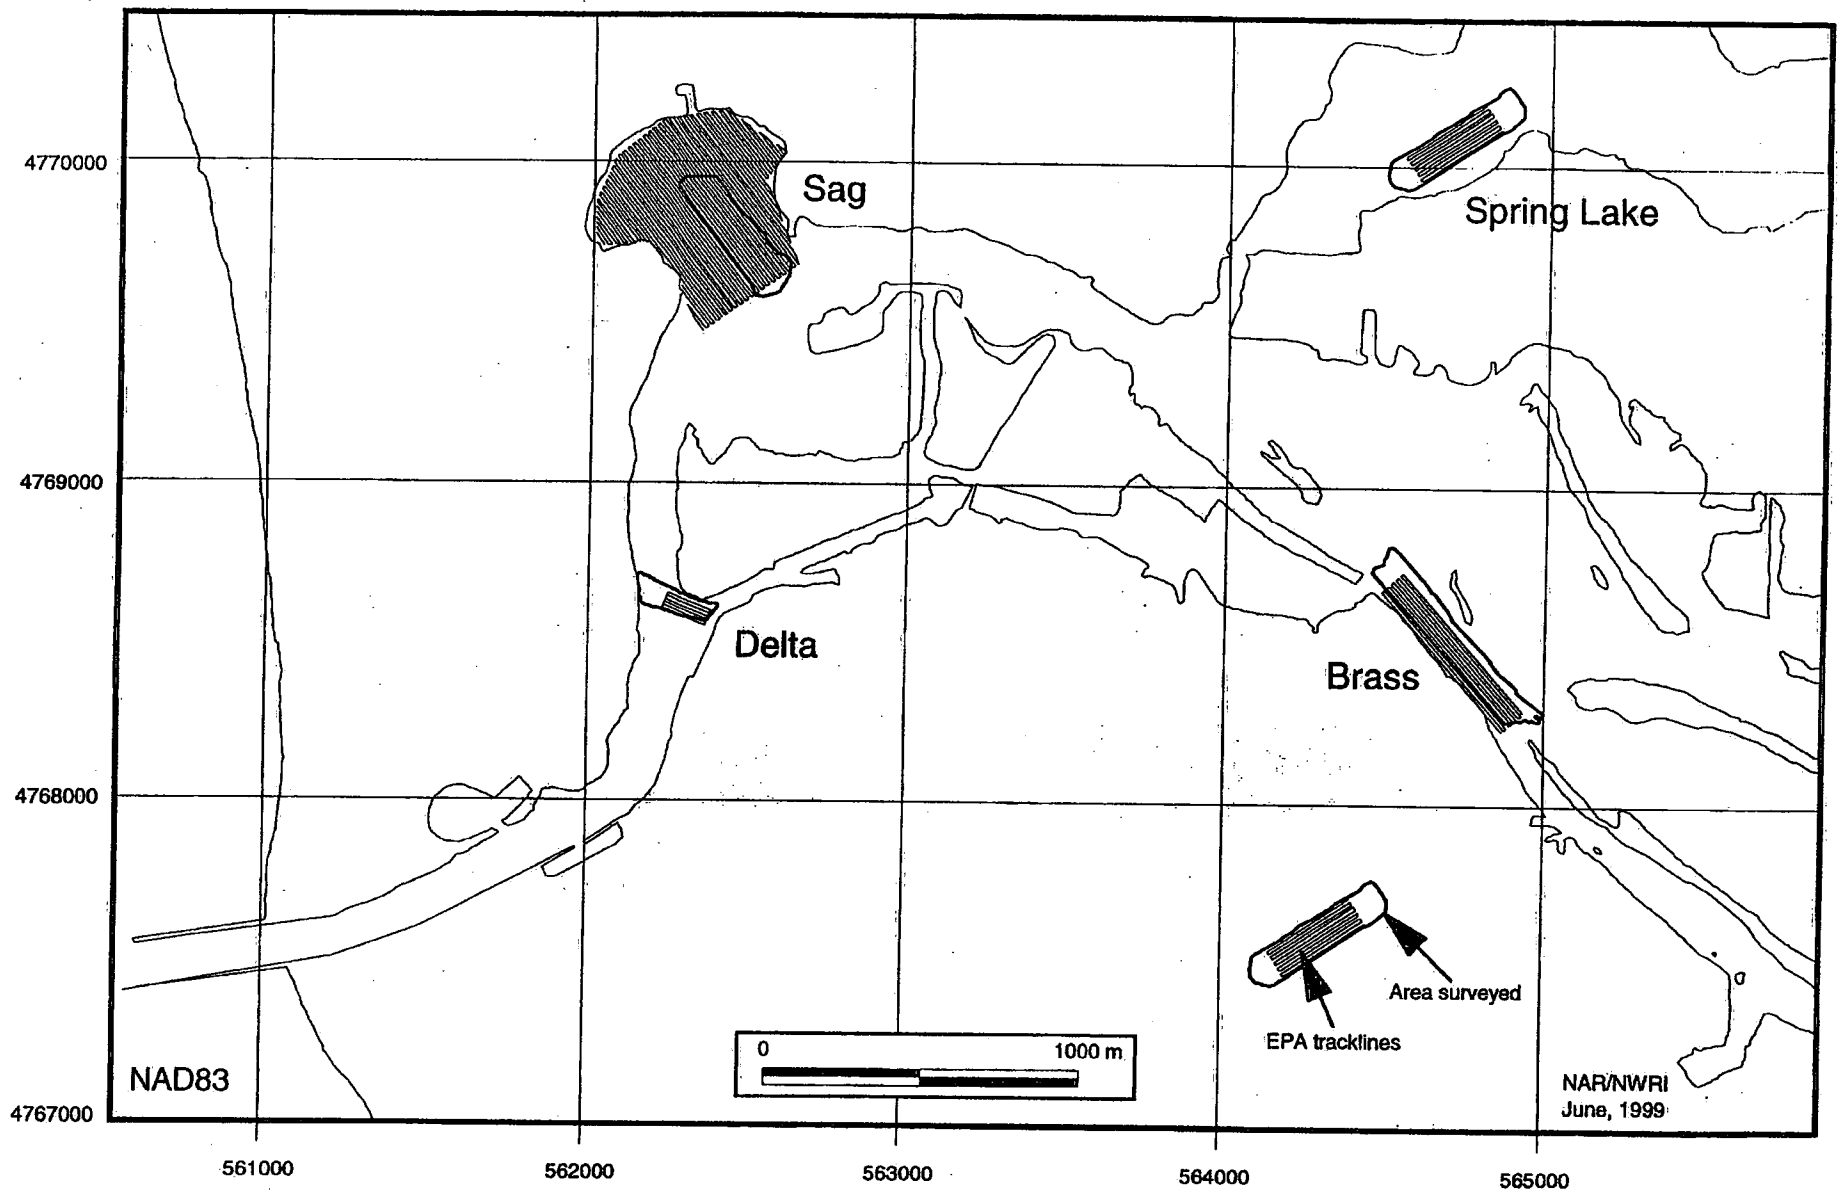 4770000
Sag
Spring Lake
4769000
Delta
Brass
4768000
Area surveyed
EPA tracklines
0 1000 m
NAD83
NAR/NWRI
June, 1999
4767000
561000 562000 563000 564000 565000